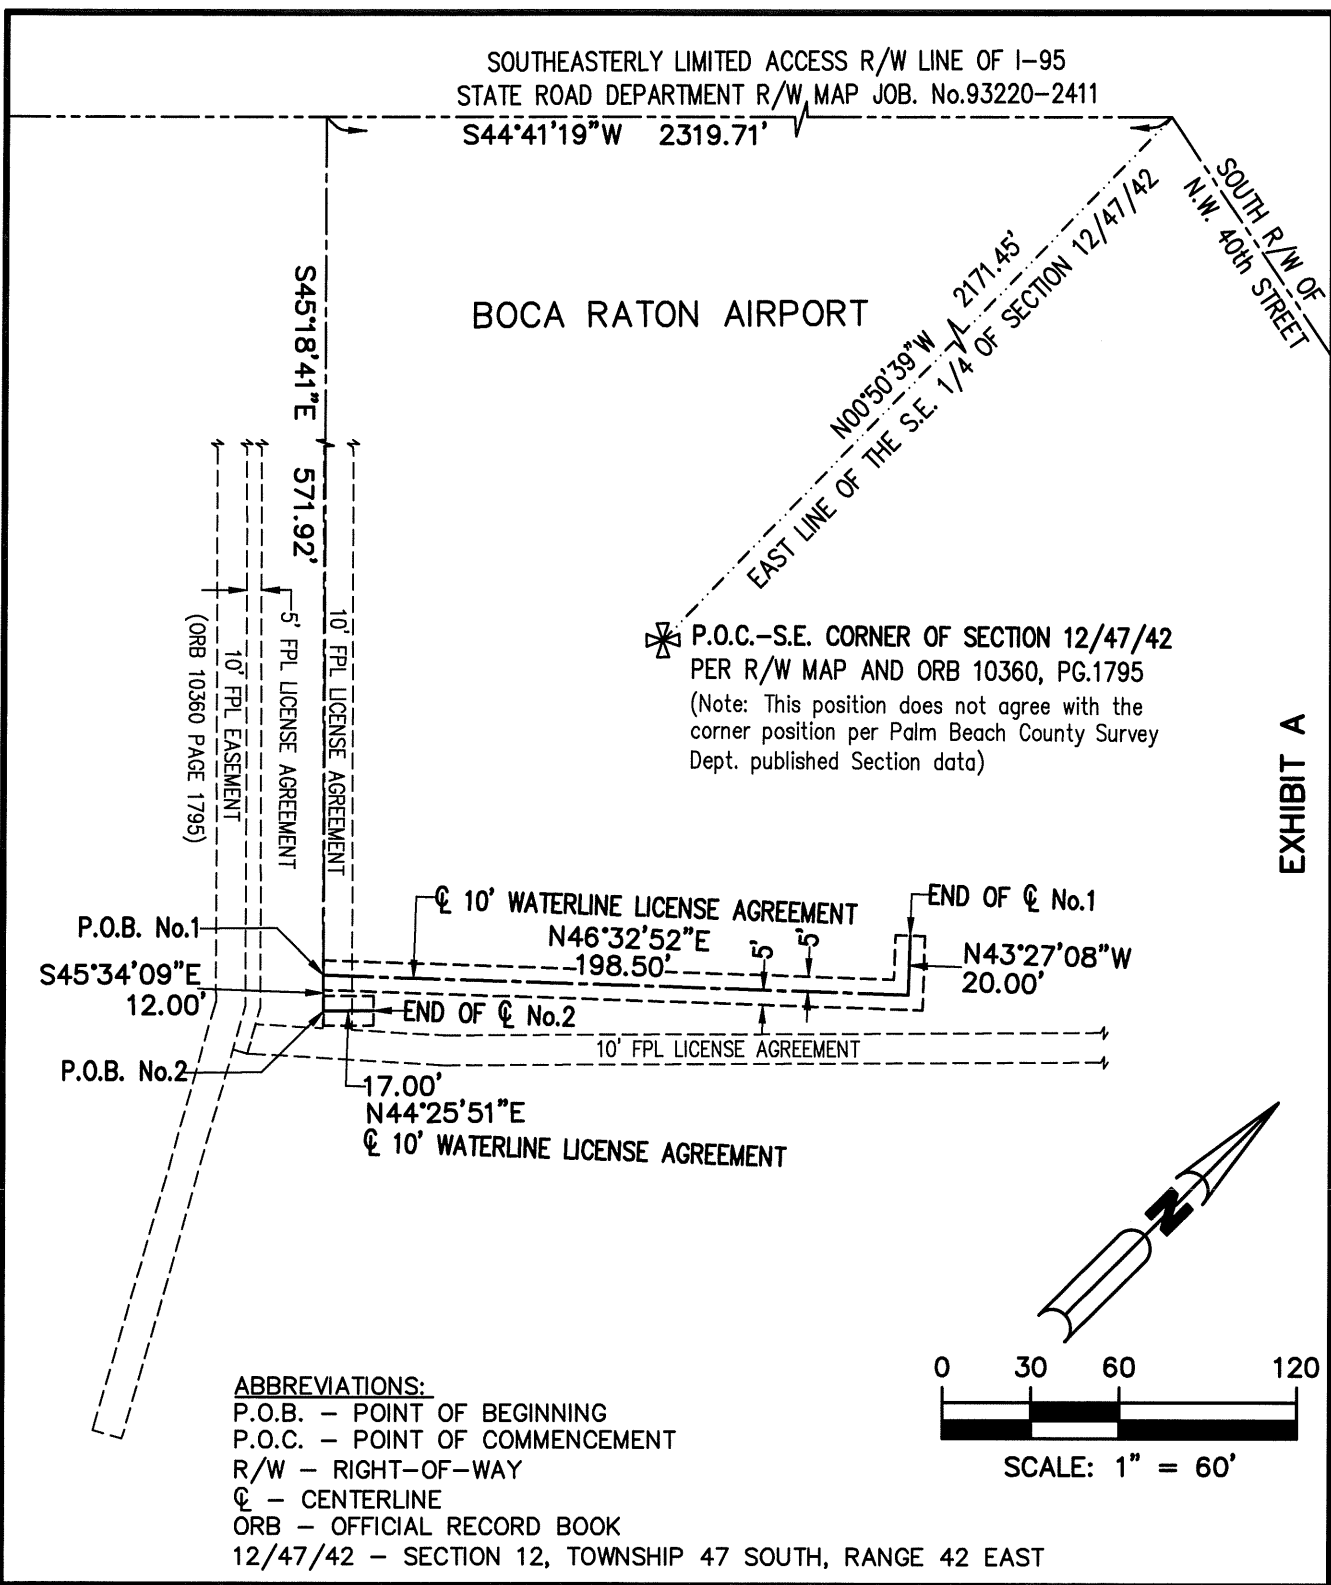 SOUTHEASTERLY LIMITED ACCESS R/W LINE OF I-95
STATE ROAD DEPARTMENT R/W MAP JOB. No.93220-2411
S44°41'19"W 2319.71'
SOUTH R/W OF
N.W. 40th STREET
S45°18'41"E 571.92'
BOCA RATON AIRPORT
N00°50'39"W 2171.45'
EAST LINE OF THE S.E. 1/4 OF SECTION 12/47/42
P.O.C.-S.E. CORNER OF SECTION 12/47/42
PER R/W MAP AND ORB 10360, PG.1795
(Note: This position does not agree with the
corner position per Palm Beach County Survey
Dept. published Section data)
EXHIBIT A
10' FPL LICENSE AGREEMENT
5' FPL LICENSE AGREEMENT
10' FPL EASEMENT
(ORB 10360 PAGE 1795)
℄ 10' WATERLINE LICENSE AGREEMENT
N46°32'52"E
198.50'
5'
5'
END OF ℄ No.1
N43°27'08"W
20.00'
P.O.B. No.1
S45°34'09"E
12.00'
END OF ℄ No.2
10' FPL LICENSE AGREEMENT
P.O.B. No.2
17.00'
N44°25'51"E
℄ 10' WATERLINE LICENSE AGREEMENT
N
0 30 60 120
SCALE: 1" = 60'
ABBREVIATIONS:
P.O.B. - POINT OF BEGINNING
P.O.C. - POINT OF COMMENCEMENT
R/W - RIGHT-OF-WAY
℄ - CENTERLINE
ORB - OFFICIAL RECORD BOOK
12/47/42 - SECTION 12, TOWNSHIP 47 SOUTH, RANGE 42 EAST